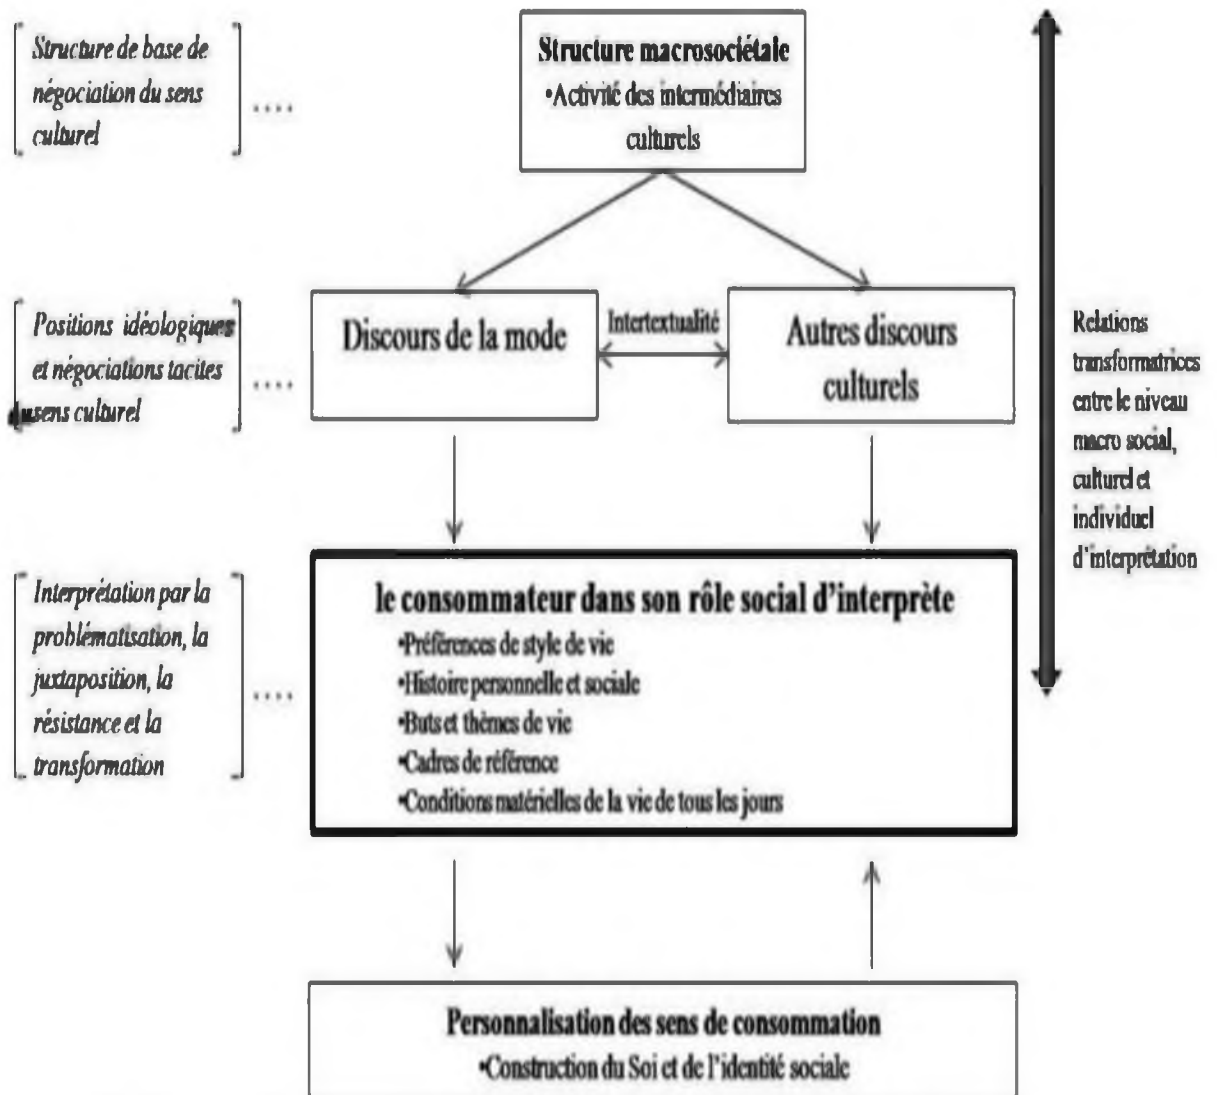 Structure de base de
négociation du sens
culturel
....
Structure macrosociétale
•Activité des intermédiaires
culturels
Positions idéologiques
et négociations tacites
du sens culturel
....
Discours de la mode
Intertextualité
Autres discours
culturels
Relations
transformatrices
entre le niveau
macro social,
culturel et
individuel
d'interprétation
Interprétation par la
problématisation, la
juxtaposition, la
résistance et la
transformation
....
le consommateur dans son rôle social d'interprète
•Préférences de style de vie
•Histoire personnelle et sociale
•Buts et thèmes de vie
•Cadres de référence
•Conditions matérielles de la vie de tous les jours
Personnalisation des sens de consommation
•Construction du Soi et de l'identité sociale